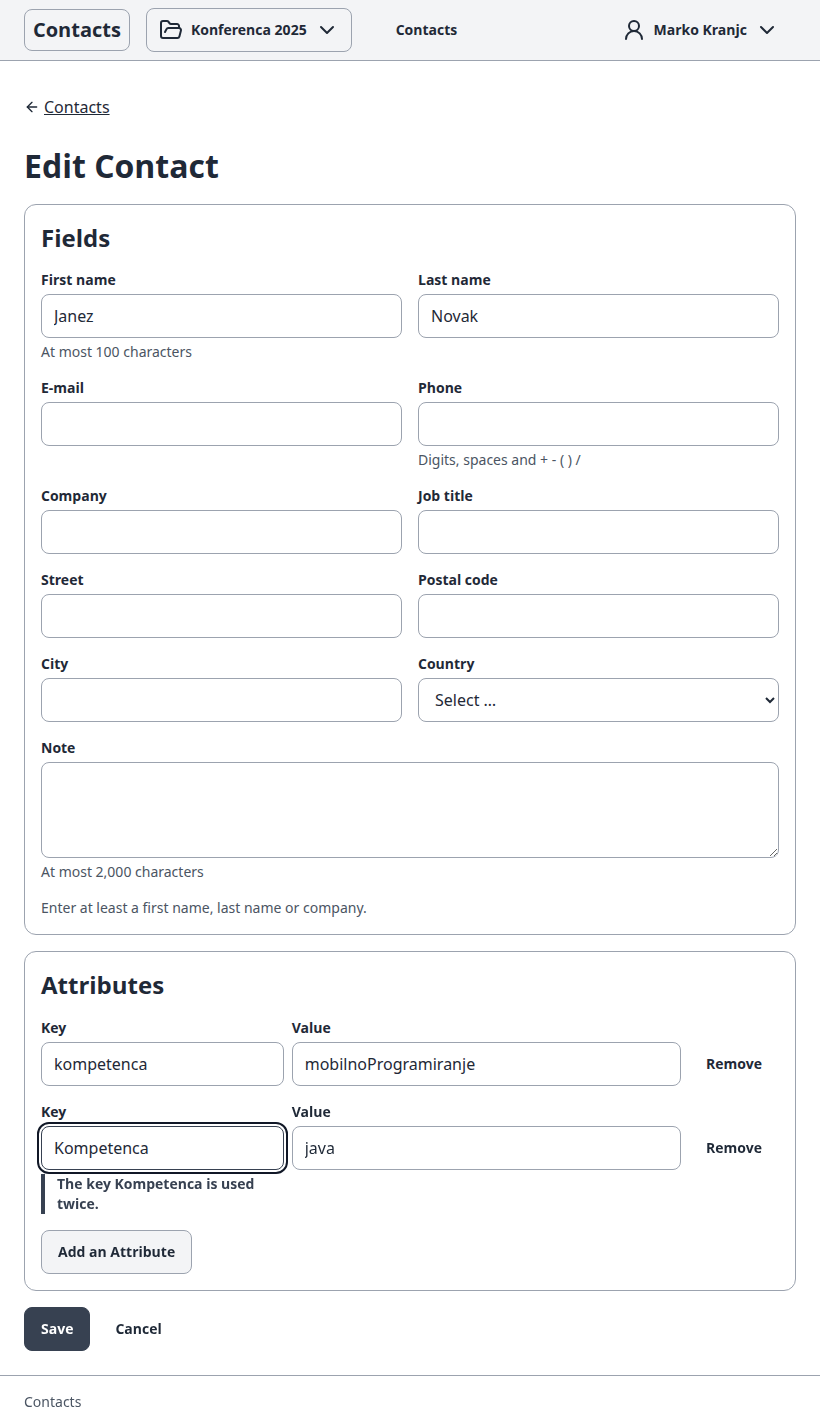 Contacts
Konferenca 2025
Contacts
Marko Kranjc
← Contacts
Edit Contact
Fields
First name
Last name
Janez
Novak
At most 100 characters
E-mail
Phone
Digits, spaces and + - ( ) /
Company
Job title
Street
Postal code
City
Country
Select ...
Note
At most 2,000 characters
Enter at least a first name, last name or company.
Attributes
Key
Value
kompetenca
mobilnoProgramiranje
Remove
Key
Value
Kompetenca
java
Remove
The key Kompetenca is used
twice.
Add an Attribute
Save
Cancel
Contacts